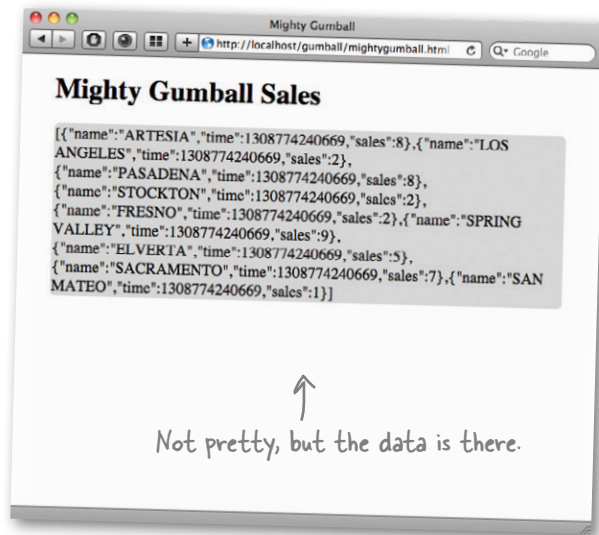 Mighty Gumball
http://localhost/gumball/mightygumball.html
Google
Mighty Gumball Sales
[{"name":"ARTESIA","time":1308774240669,"sales":8},{"name":"LOS
ANGELES","time":1308774240669,"sales":2},
{"name":"PASADENA","time":1308774240669,"sales":8},
{"name":"STOCKTON","time":1308774240669,"sales":2},
{"name":"FRESNO","time":1308774240669,"sales":2},{"name":"SPRING
VALLEY","time":1308774240669,"sales":9},
{"name":"ELVERTA","time":1308774240669,"sales":5},
{"name":"SACRAMENTO","time":1308774240669,"sales":7},{"name":"SAN
MATEO","time":1308774240669,"sales":1}]
Not pretty, but the data is there.